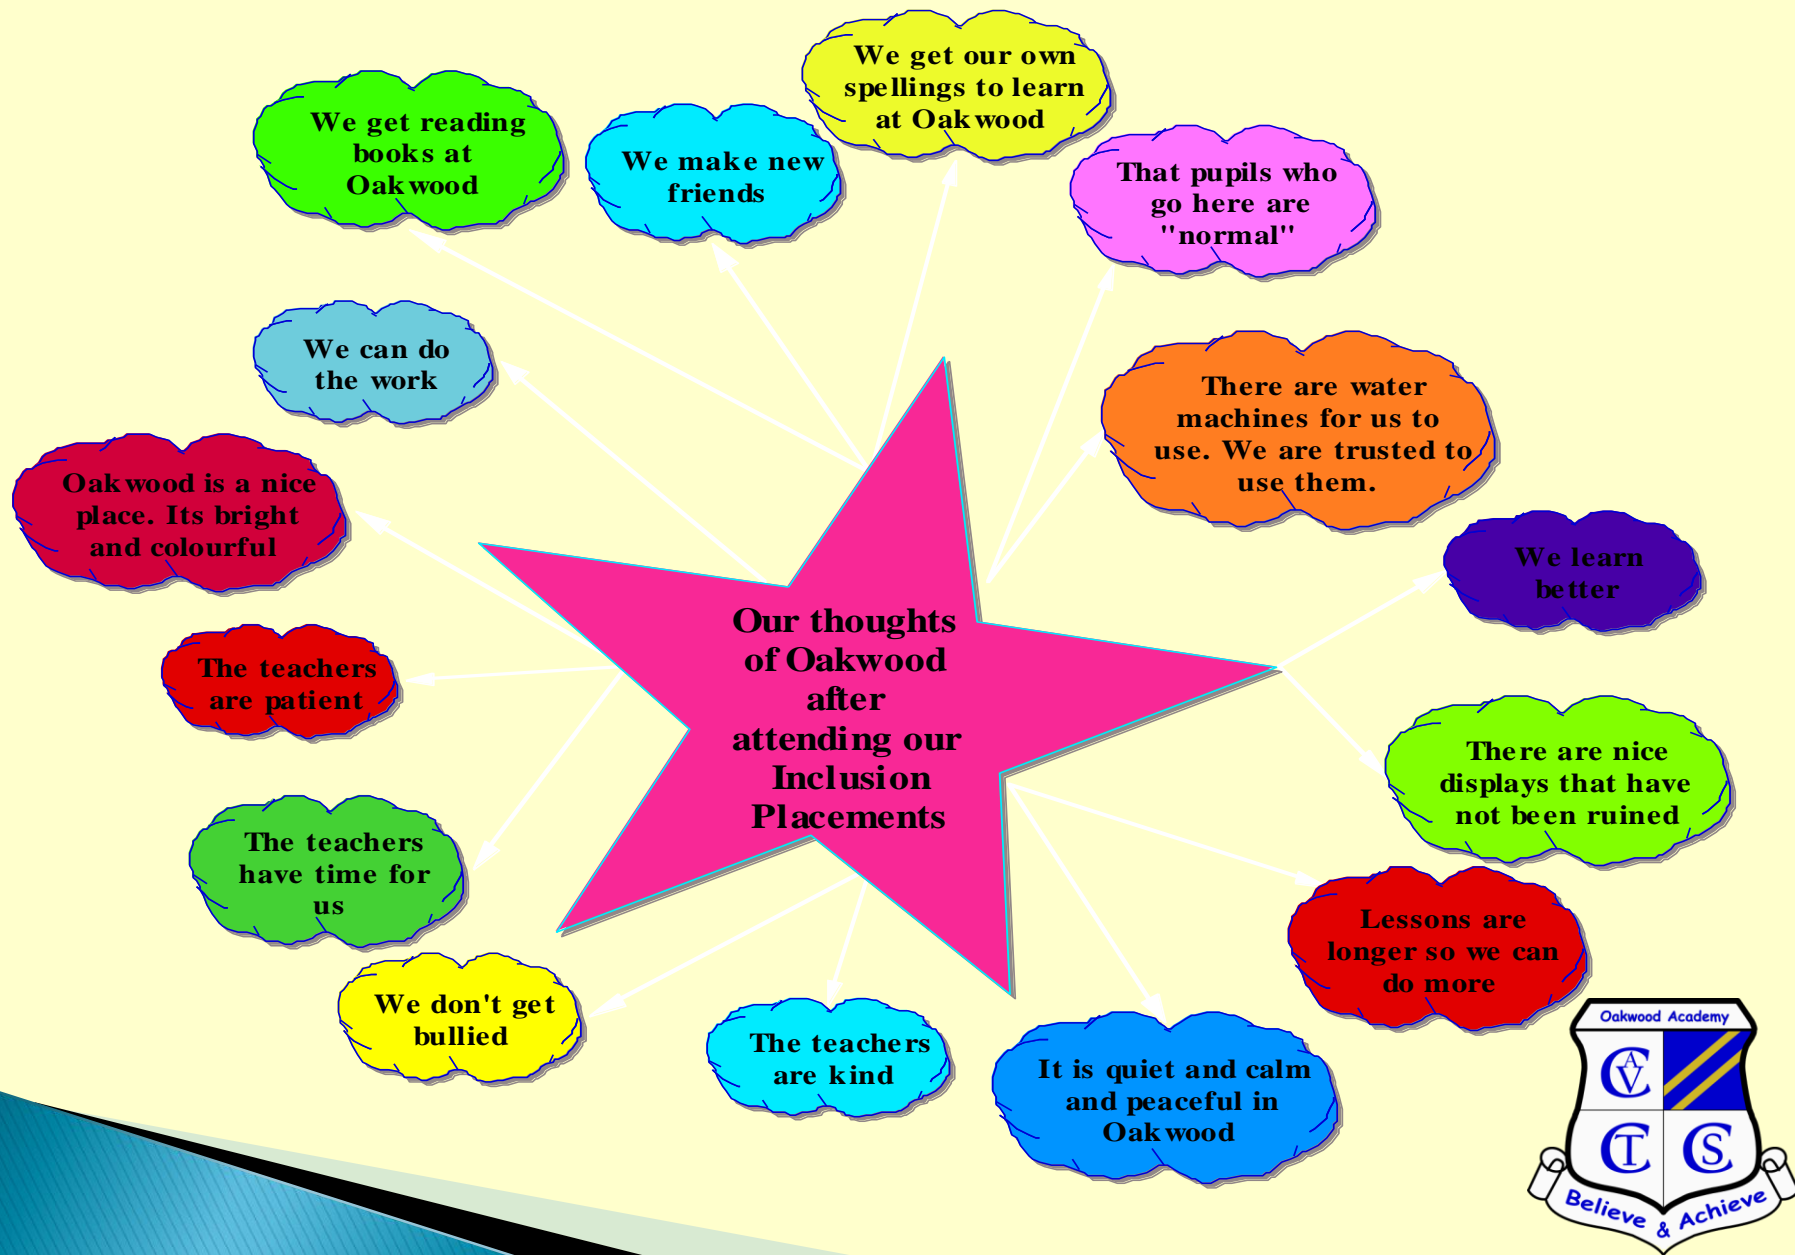 We get our own
spellings to learn
at Oakwood
We get reading
books at
Oakwood
We make new
friends
That pupils who
go here are
"normal"
We can do
the work
There are water
machines for us to
use. We are trusted to
use them.
Oakwood is a nice
place. Its bright
and colourful
We learn
better
Our thoughts
of Oakwood
after
attending our
Inclusion
Placements
The teachers
are patient
There are nice
displays that have
not been ruined
The teachers
have time for
us
Lessons are
longer so we can
do more
We don't get
bullied
The teachers
are kind
It is quiet and calm
and peaceful in
Oakwood
Oakwood Academy
CAV
CT CS
Believe & Achieve